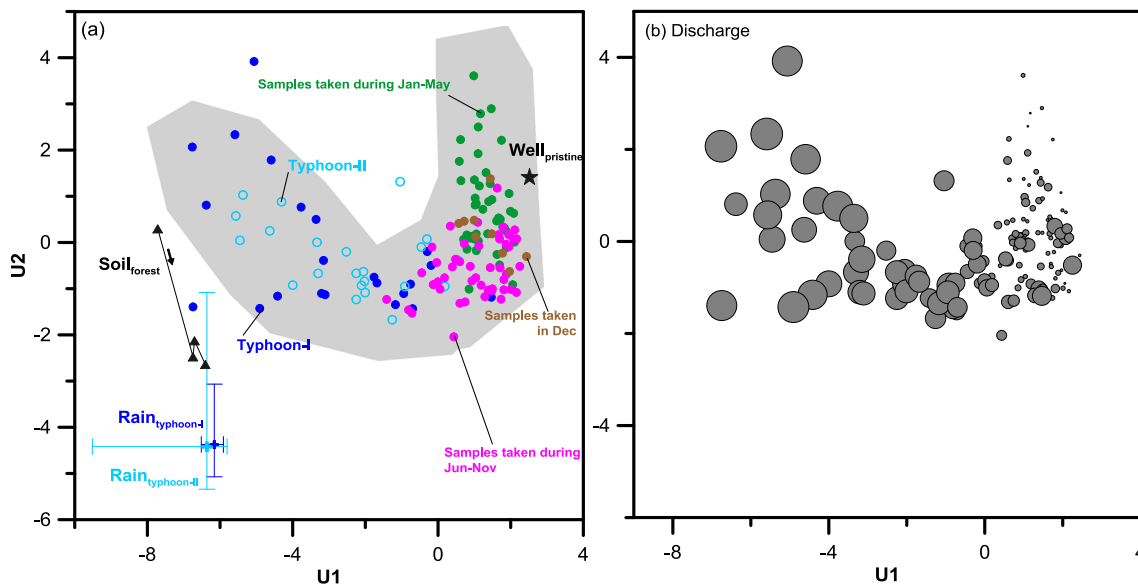 (a)
4
2
0
-2
-4
-6
U2
-8
-4
0
4
U1
Samples taken during Jan-May
Well pristine
Typhoon-II
Soil forest
Typhoon-I
Samples taken
in Dec
Rain typhoon-I
Rain typhoon-II
Samples taken during
Jun-Nov
(b) Discharge
4
0
-4
-8
-4
0
4
U1